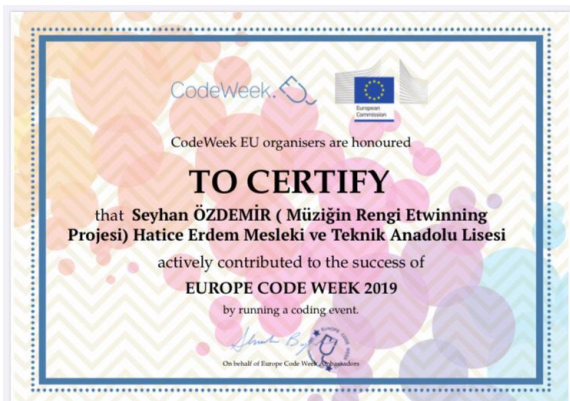 CodeWeek.EU
European
Commission
CodeWeek EU organisers are honoured
TO CERTIFY
that Seyhan ÖZDEMİR ( Müziğin Rengi Etwinning
Projesi) Hatice Erdem Mesleki ve Teknik Anadolu Lisesi
actively contributed to the success of
EUROPE CODE WEEK 2019
by running a coding event.
On behalf of Europe Code Week Ambassadors